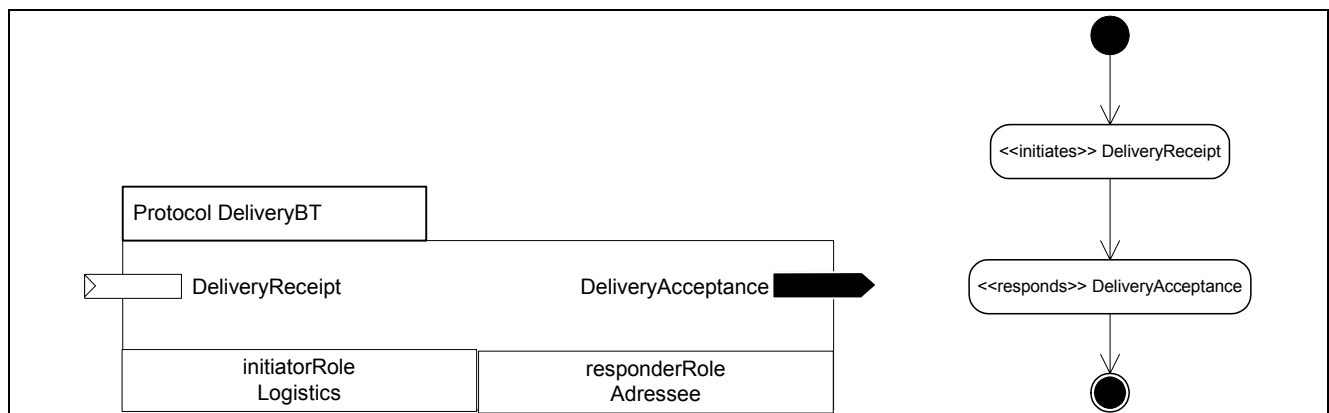 Protocol DeliveryBT
DeliveryReceipt
DeliveryAcceptance
initiatorRole
Logistics
responderRole
Adressee
<<initiates>> DeliveryReceipt
<<responds>> DeliveryAcceptance